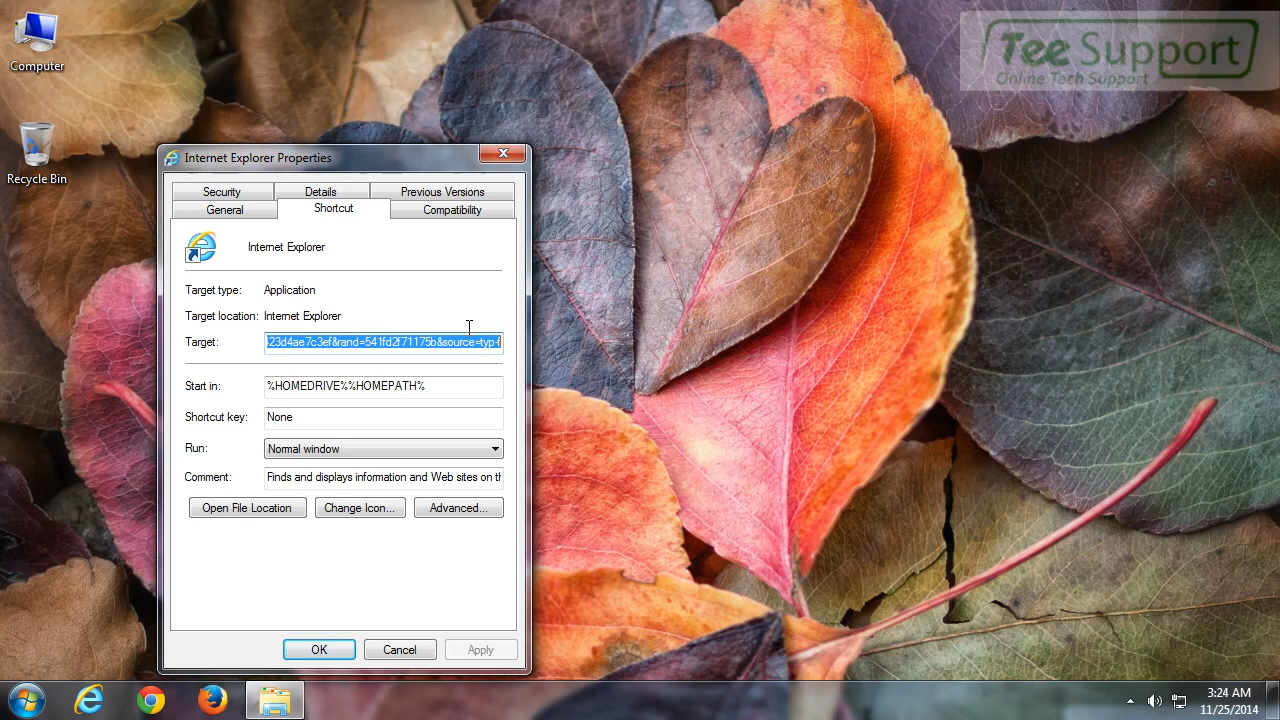 Computer
Recycle Bin
Tee Support
Online Tech Support
Internet Explorer Properties
Security Details Previous Versions
General Shortcut Compatibility
Internet Explorer
Target type: Application
Target location: Internet Explorer
Target: 23d4ae7c3ef&rand=541fd2f71175b&source=typ-f
Start in: %HOMEDRIVE%%HOMEPATH%
Shortcut key: None
Run: Normal window
Comment: Finds and displays information and Web sites on th
Open File Location Change Icon... Advanced...
OK Cancel Apply
3:24 AM
11/25/2014